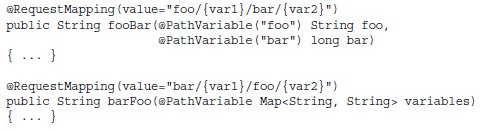 @RequestMapping(value="foo/{var1}/bar/{var2}")
public String fooBar(@PathVariable("foo") String foo,
@PathVariable("bar") long bar)
{ ... }
@RequestMapping(value="bar/{var1}/foo/{var2}")
public String barFoo(@PathVariable Map<String, String> variables)
{ ... }